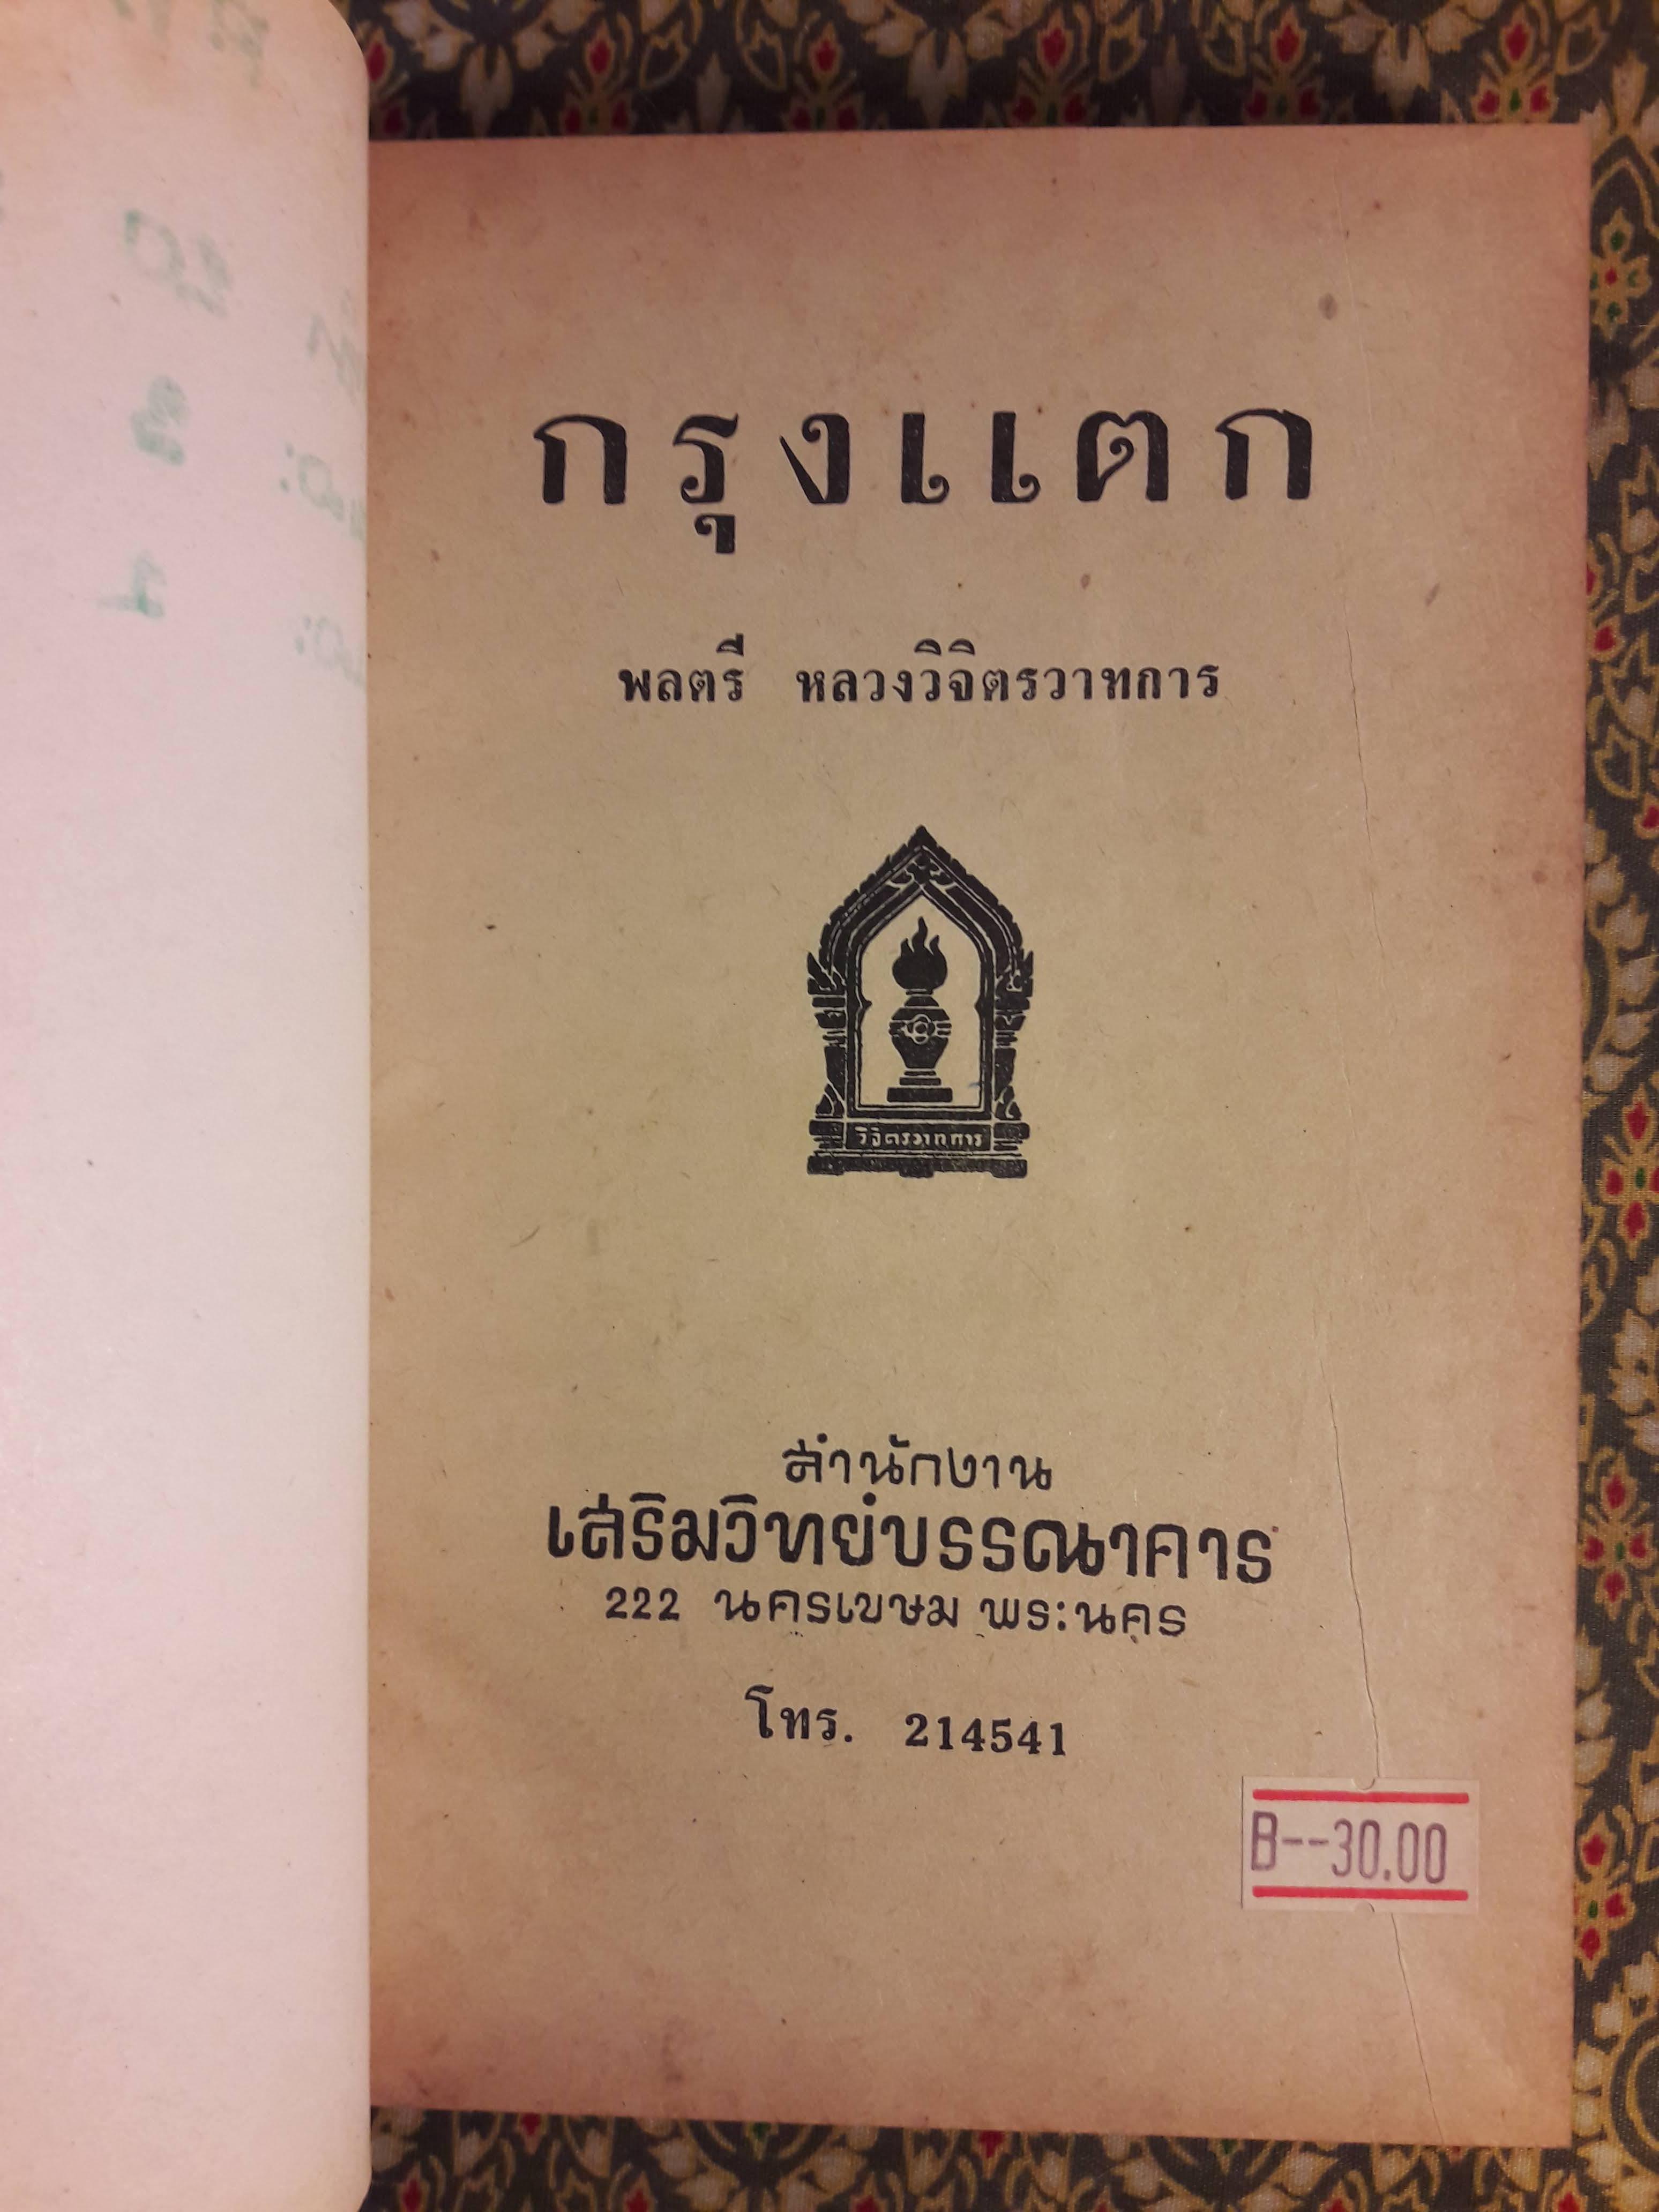 กรุงแตก
พลตรี หลวงวิจิตรวาทการ
วิจิตรวาทการ
สำนักงาน
เสริมวิทย์บรรณาคาร
222 นครเขษม พระนคร
โทร. 214541
B--30.00